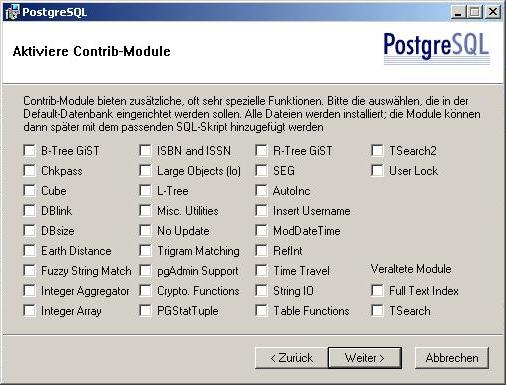 PostgreSQL
Aktiviere Contrib-Module
PostgreSQL
Contrib-Module bieten zusätzliche, oft sehr spezielle Funktionen. Bitte die auswählen, die in der
Default-Datenbank eingerichtet werden sollen. Alle Dateien werden installiert; die Module können
dann später mit dem passenden SQL-Skript hinzugefügt werden
B-Tree GiST
Chkpass
Cube
DBlink
DBsize
Earth Distance
Fuzzy String Match
Integer Aggregator
Integer Array
ISBN and ISSN
Large Objects (lo)
L-Tree
Misc. Utilities
No Update
Trigram Matching
pgAdmin Support
Crypto. Functions
PGStatTuple
R-Tree GiST
SEG
AutoInc
Insert Username
ModDateTime
RefInt
Time Travel
String IO
Table Functions
TSearch2
User Lock
Veraltete Module
Full Text Index
TSearch
< Zurück
Weiter >
Abbrechen